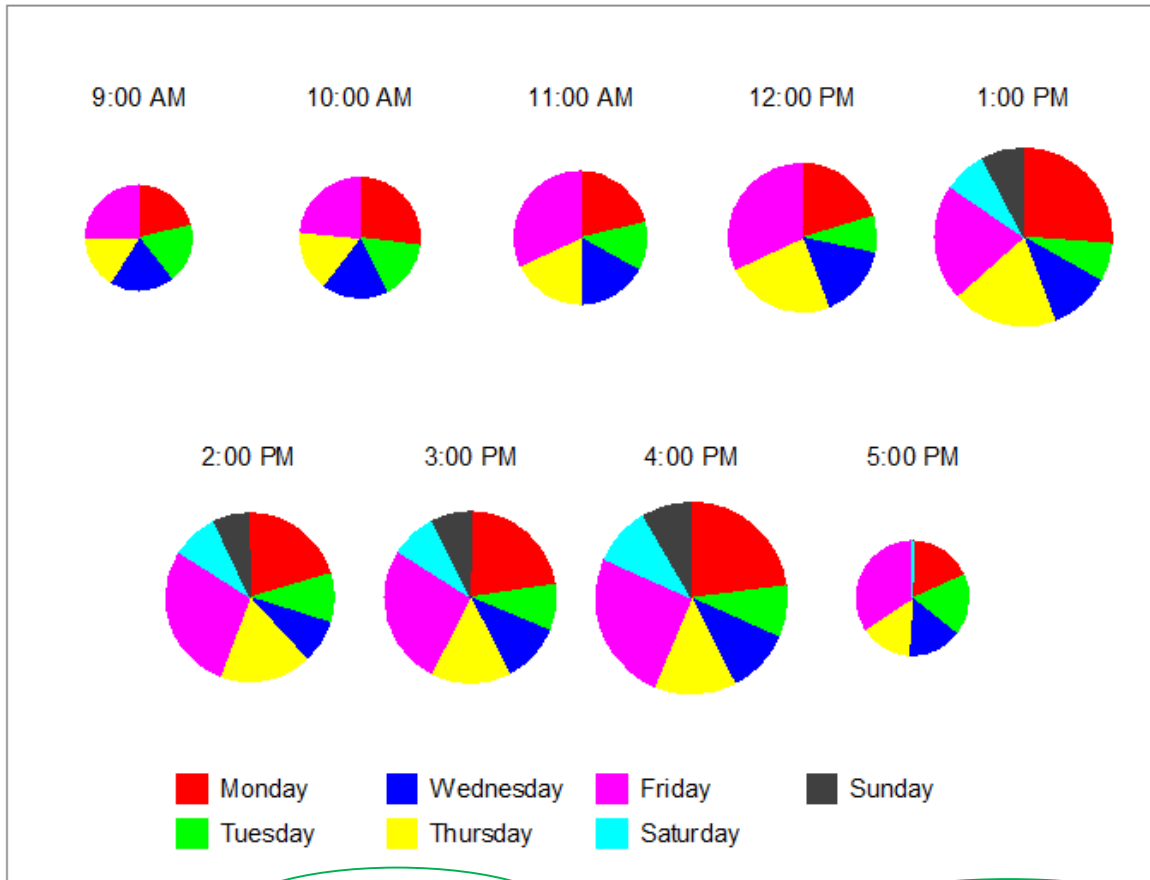 9:00 AM 10:00 AM 11:00 AM 12:00 PM 1:00 PM
2:00 PM 3:00 PM 4:00 PM 5:00 PM
Monday Wednesday Friday Sunday
Tuesday Thursday Saturday